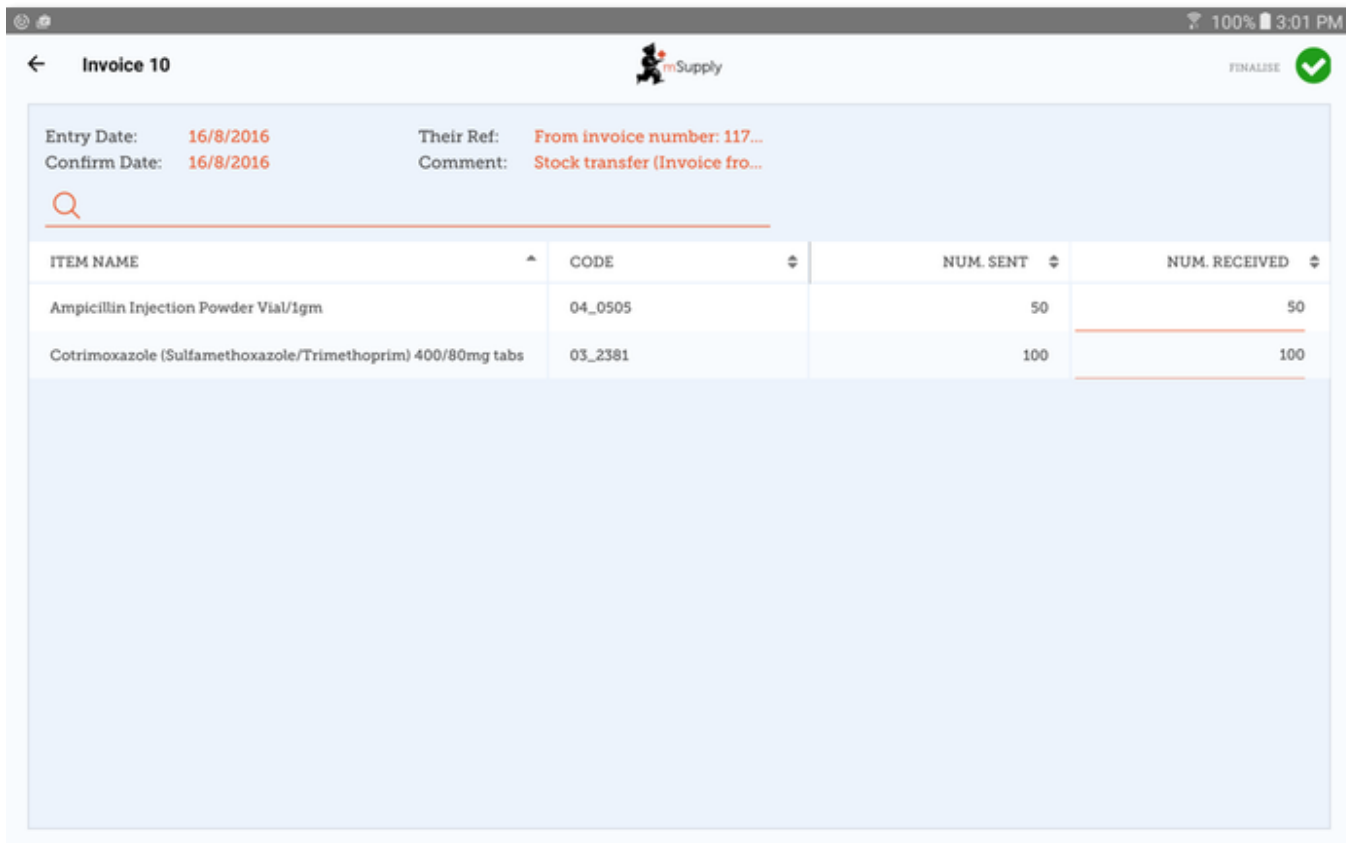 100% 3:01 PM
Invoice 10
mSupply
FINALISE
Entry Date: 16/8/2016 Their Ref: From invoice number: 117...
Confirm Date: 16/8/2016 Comment: Stock transfer (Invoice fro...
ITEM NAME CODE NUM. SENT NUM. RECEIVED
Ampicillin Injection Powder Vial/1gm 04_0505 50 50
Cotrimoxazole (Sulfamethoxazole/Trimethoprim) 400/80mg tabs 03_2381 100 100